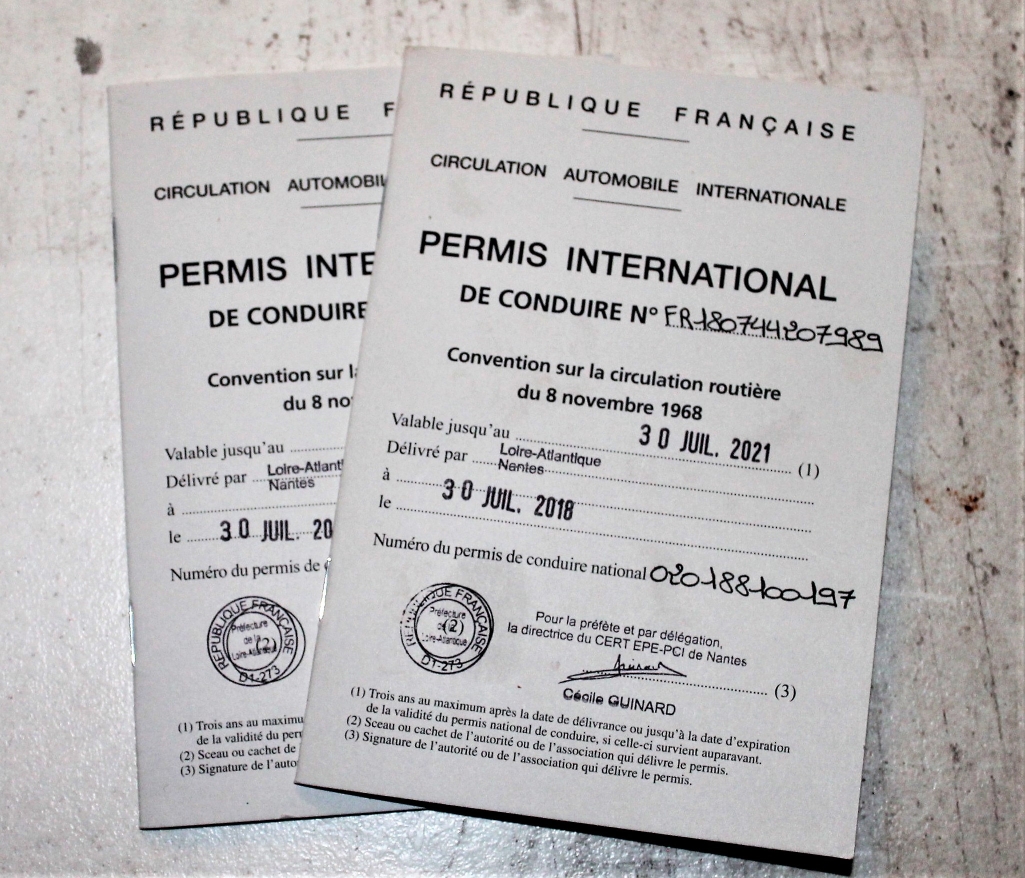 RÉPUBLIQUE F
CIRCULATION AUTOMOBIL
PERMIS INTE
DE CONDUIRE
Convention sur la
du 8 no
Valable jusqu'au
Délivré par Loire-Atlant
Nantes
à
le 30 JUIL. 20
Numéro du permis de
RÉPUBLIQUE FRANÇAISE
Préfecture
de la (2)
Loire-Atlantique
D1-273
(1) Trois ans au maximu
de la validité du per
(2) Sceau ou cachet de
(3) Signature de l'auto
RÉPUBLIQUE FRANÇAISE
CIRCULATION AUTOMOBILE INTERNATIONALE
PERMIS INTERNATIONAL
DE CONDUIRE N° FR180744207989
Convention sur la circulation routière
du 8 novembre 1968
Valable jusqu'au 30 JUIL. 2021 (1)
Délivré par Loire-Atlantique
Nantes
à
le 30 JUIL. 2018
Numéro du permis de conduire national 020188100197
RÉPUBLIQUE FRANÇAISE
Préfecture
de la (2)
Loire-Atlantique
D1-273
Pour la préfète et par délégation,
la directrice du CERT EPE-PCI de Nantes
(3)
Cécile GUINARD
(1) Trois ans au maximum après la date de délivrance ou jusqu'à la date d'expiration
de la validité du permis national de conduire, si celle-ci survient auparavant.
(2) Sceau ou cachet de l'autorité ou de l'association qui délivre le permis.
(3) Signature de l'autorité ou de l'association qui délivre le permis.